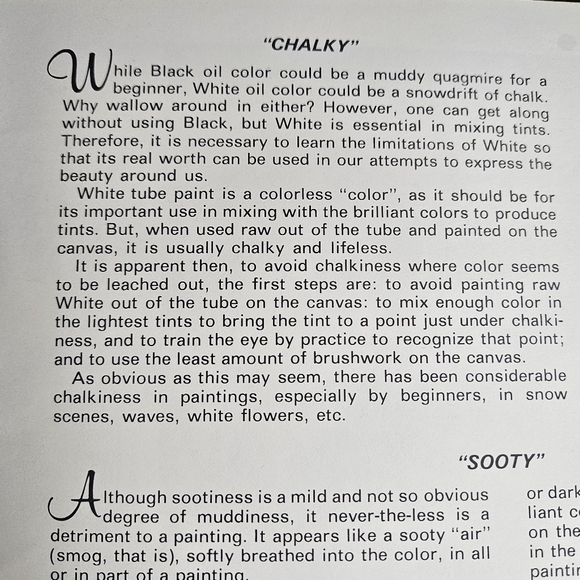 "CHALKY"
While Black oil color could be a muddy quagmire for a
beginner, White oil color could be a snowdrift of chalk.
Why wallow around in either? However, one can get along
without using Black, but White is essential in mixing tints.
Therefore, it is necessary to learn the limitations of White so
that its real worth can be used in our attempts to express the
beauty around us.
White tube paint is a colorless "color", as it should be for
its important use in mixing with the brilliant colors to produce
tints. But, when used raw out of the tube and painted on the
canvas, it is usually chalky and lifeless.
It is apparent then, to avoid chalkiness where color seems
to be leached out, the first steps are: to avoid painting raw
White out of the tube on the canvas: to mix enough color in
the lightest tints to bring the tint to a point just under chalki-
ness, and to train the eye by practice to recognize that point;
and to use the least amount of brushwork on the canvas.
As obvious as this may seem, there has been considerable
chalkiness in paintings, especially by beginners, in snow
scenes, waves, white flowers, etc.
"SOOTY"
Although sootiness is a mild and not so obvious
degree of muddiness, it never-the-less is a
detriment to a painting. It appears like a sooty "air"
(smog, that is), softly breathed into the color, in all
or in part of a painting.
or dark
liant
on the
in the